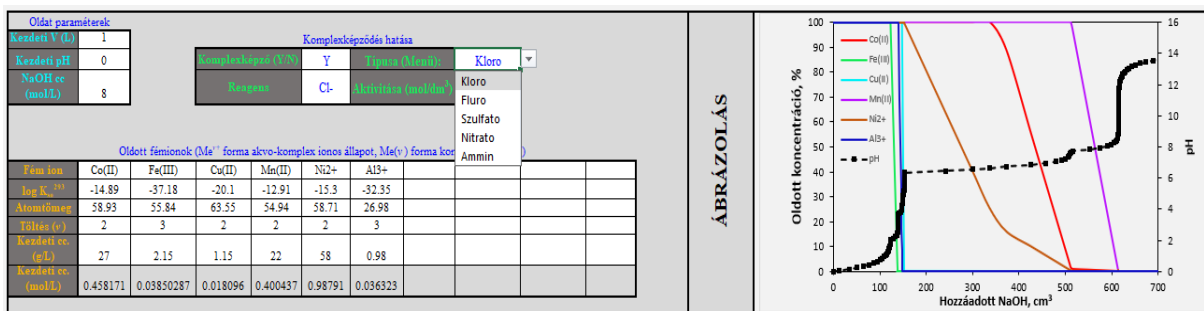 Oldat paraméterek
Kezdeti V (L) 1
Kezdeti pH 0
NaOH cc (mol/L) 8
Komplexképződés hatása
Komplexképző (Y/N) Y Típusa (Menü): Kloro
Reagens Cl- Aktivitása (mol/dm³)
Kloro
Fluro
Szulfato
Nitrato
Ammin
Oldott fémionok (Me forma akvo-komplex ionos állapot, Me(v) forma kom
Fém ion Co(II) Fe(III) Cu(II) Mn(II) Ni2+ Al3+
log K 293 -14.89 -37.18 -20.1 -12.91 -15.3 -32.35
Atomtömeg 58.93 55.84 63.55 54.94 58.71 26.98
Töltés (v) 2 3 2 2 2 3
Kezdeti cc. (g/L) 27 2.15 1.15 22 58 0.98
Kezdeti cc. (mol/L) 0.458171 0.03850287 0.018096 0.400437 0.98791 0.036323
ÁBRÁZOLÁS
Oldott koncentráció, %
100
90
80
70
60
50
40
30
20
10
0
Co(II)
Fe(III)
Cu(II)
Mn(II)
Ni2+
Al3+
pH
16
14
12
10
8
6
4
2
0
pH
0 100 200 300 400 500 600 700
Hozzáadott NaOH, cm³